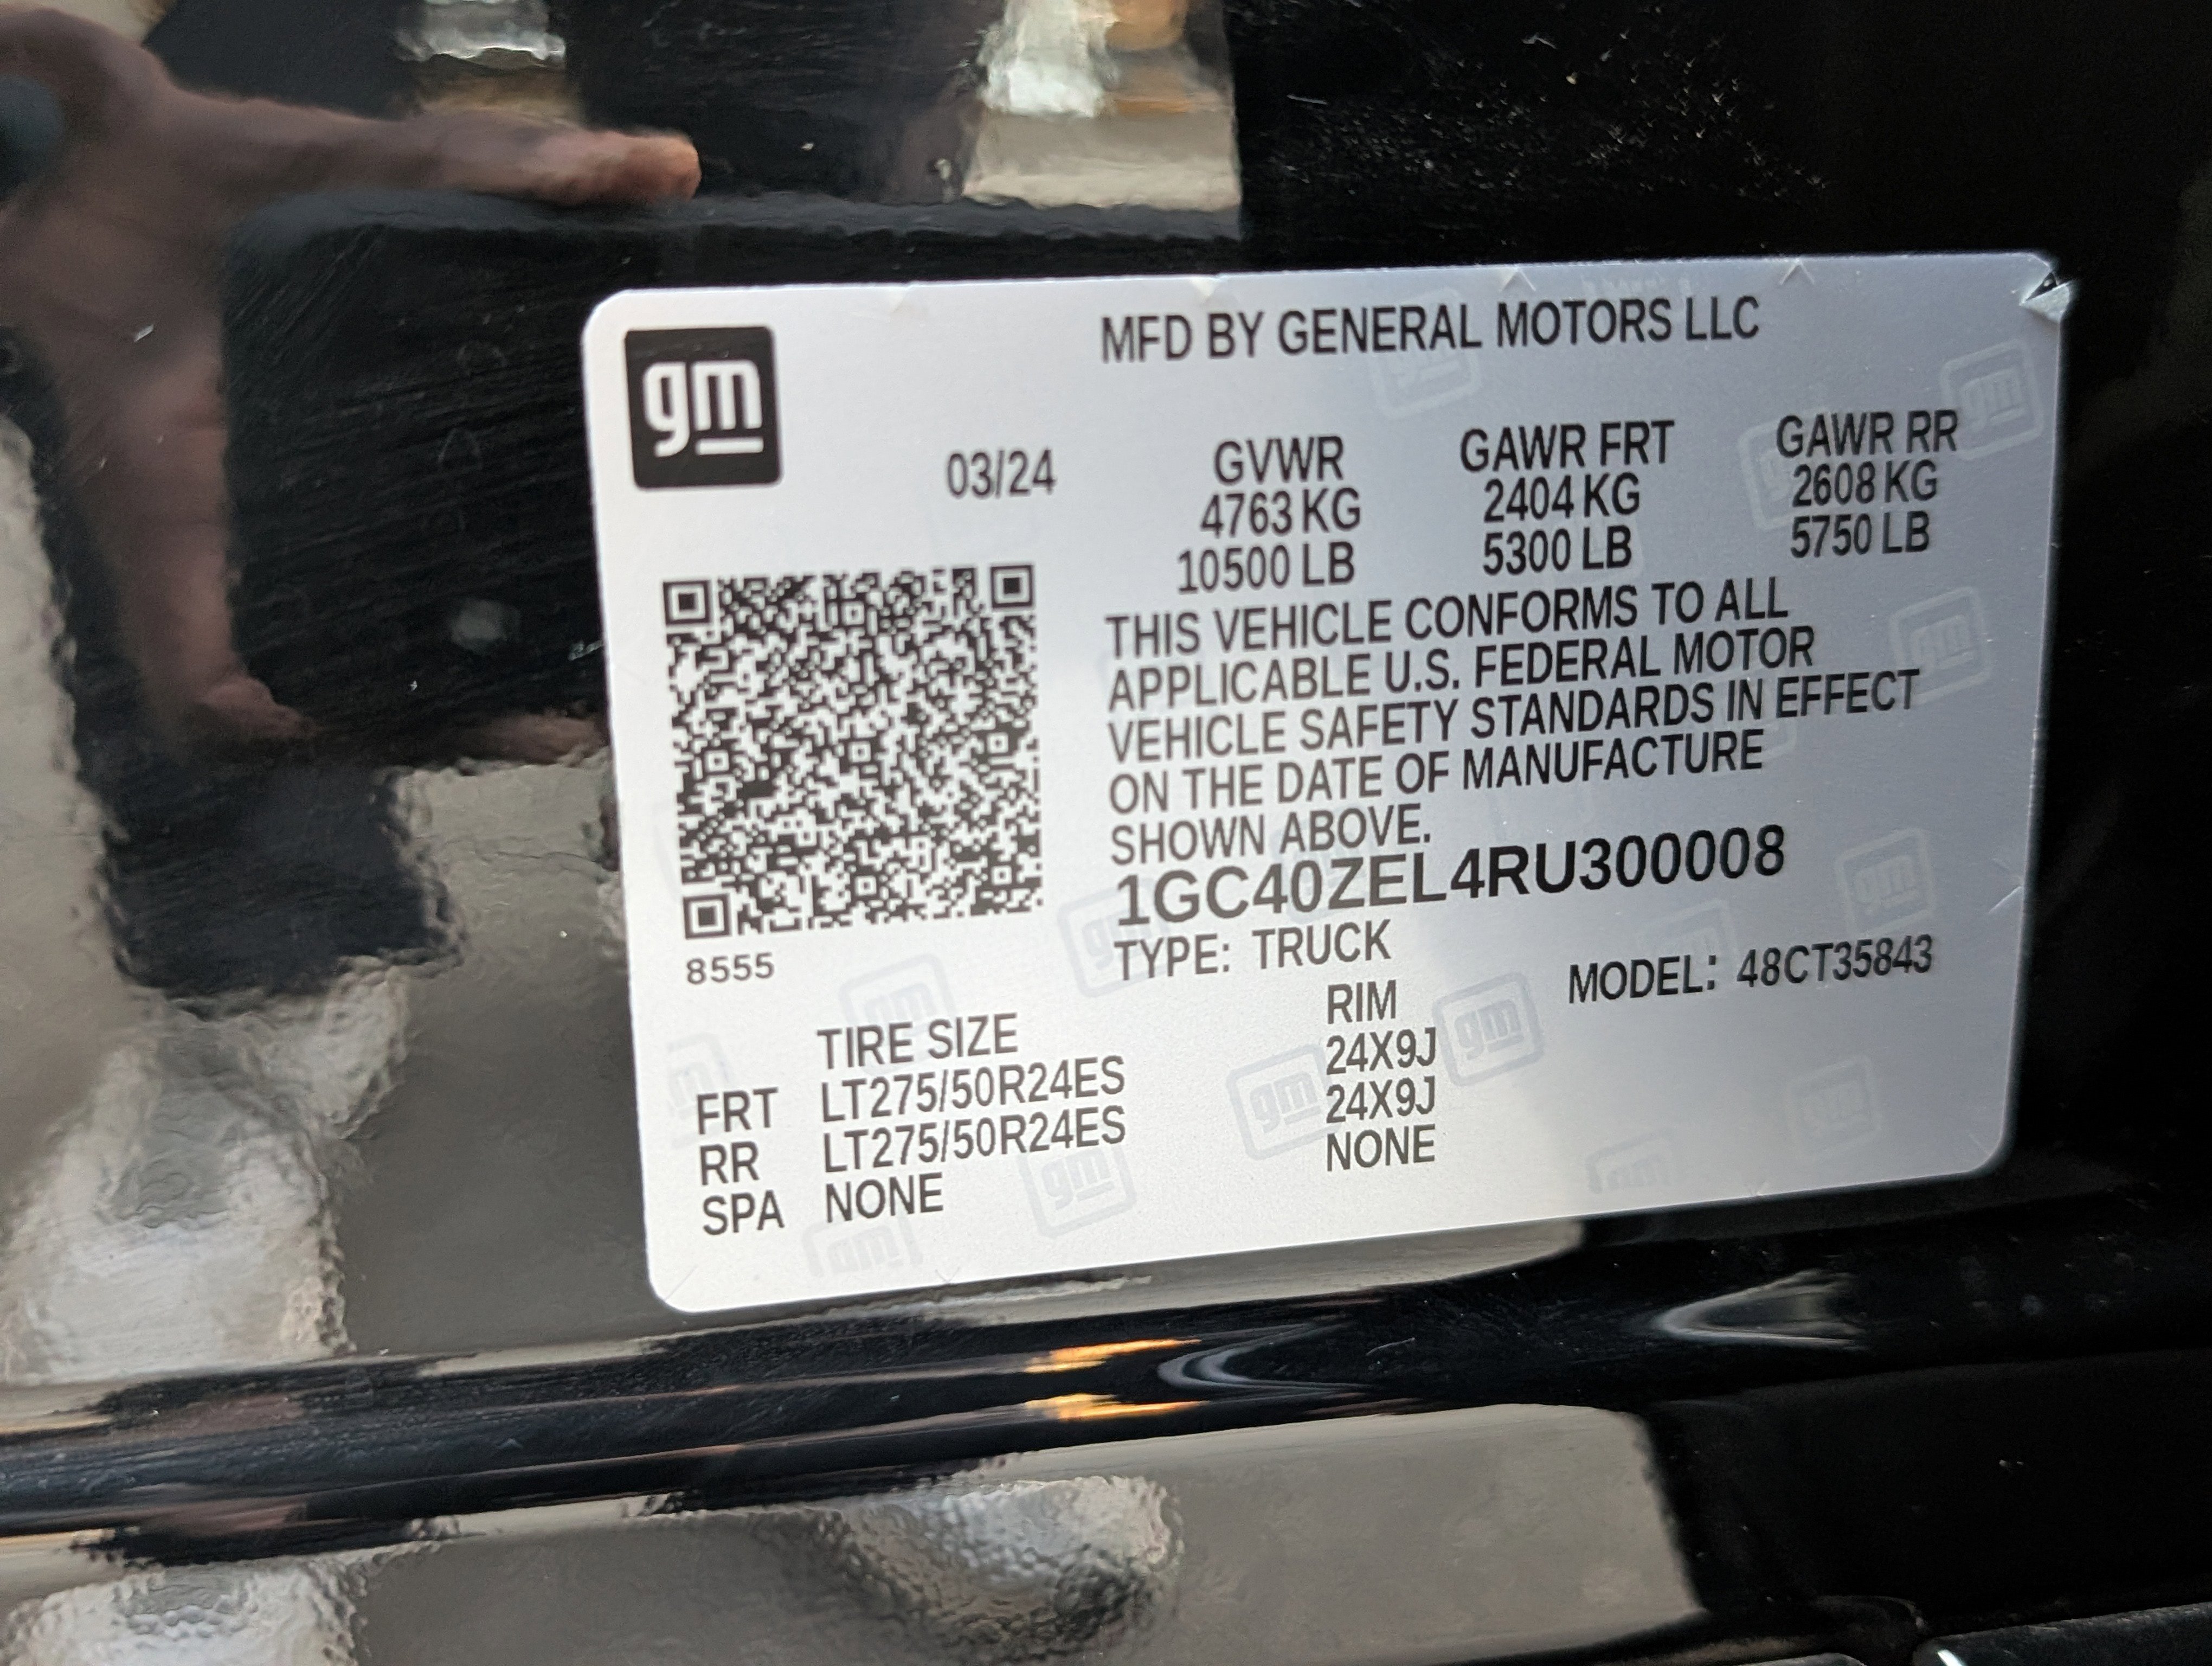 gm
MFD BY GENERAL MOTORS LLC
03/24 GVWR GAWR FRT GAWR RR
4763 KG 2404 KG 2608 KG
10500 LB 5300 LB 5750 LB
THIS VEHICLE CONFORMS TO ALL
APPLICABLE U.S. FEDERAL MOTOR
VEHICLE SAFETY STANDARDS IN EFFECT
ON THE DATE OF MANUFACTURE
SHOWN ABOVE.
1GC40ZEL4RU300008
TYPE: TRUCK MODEL: 48CT35843
8555
TIRE SIZE RIM
FRT LT275/50R24ES 24X9J
RR LT275/50R24ES 24X9J
SPA NONE NONE